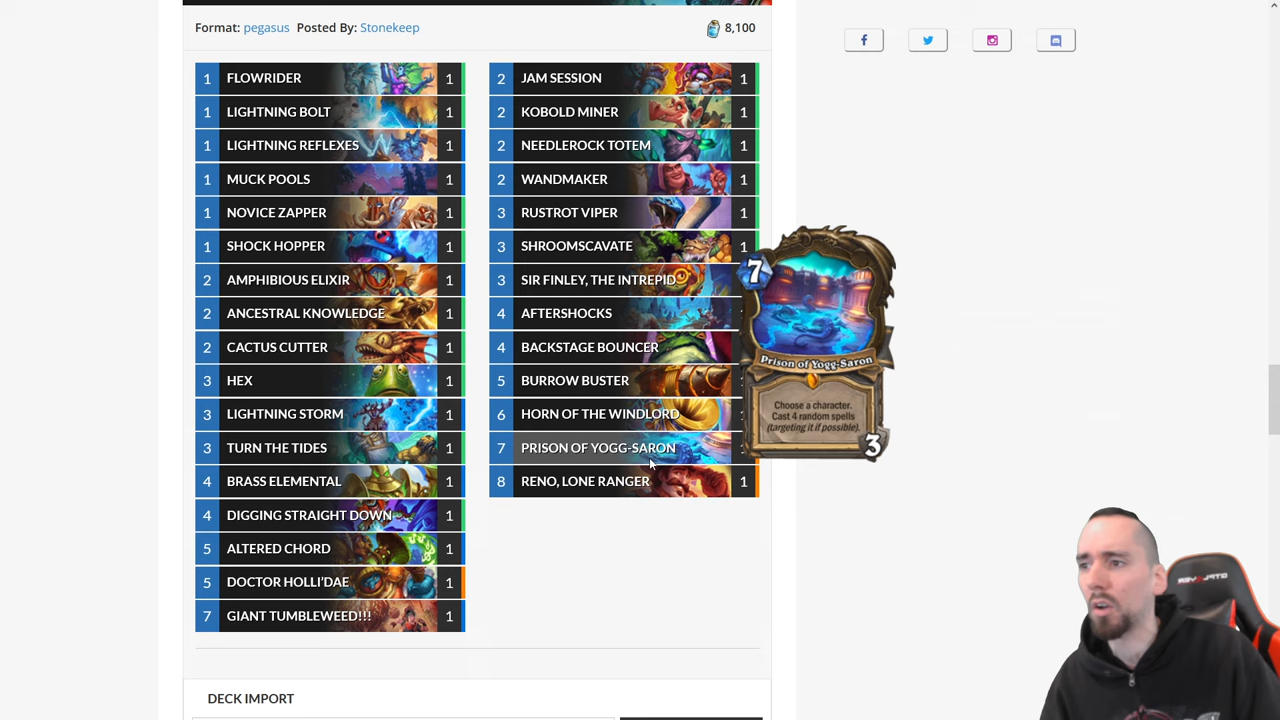 Format: pegasus Posted By: Stonekeep 8,100
1 FLOWRIDER 1
1 LIGHTNING BOLT 1
1 LIGHTNING REFLEXES 1
1 MUCK POOLS 1
1 NOVICE ZAPPER 1
1 SHOCK HOPPER 1
2 AMPHIBIOUS ELIXIR 1
2 ANCESTRAL KNOWLEDGE 1
2 CACTUS CUTTER 1
3 HEX 1
3 LIGHTNING STORM 1
3 TURN THE TIDES 1
4 BRASS ELEMENTAL 1
4 DIGGING STRAIGHT DOWN 1
5 ALTERED CHORD 1
5 DOCTOR HOLLI'DAE 1
7 GIANT TUMBLEWEED!!! 1
2 JAM SESSION 1
2 KOBOLD MINER 1
2 NEEDLEROCK TOTEM 1
2 WANDMAKER 1
3 RUSTROT VIPER 1
3 SHROOMSCAVATE 1
3 SIR FINLEY, THE INTREPID
4 AFTERSHOCKS
4 BACKSTAGE BOUNCER
5 BURROW BUSTER
6 HORN OF THE WINDLORD
7 PRISON OF YOGG-SARON
8 RENO, LONE RANGER 1
7
Prison of Yogg-Saron
Choose a character.
Cast 4 random spells
(targeting it if possible).
3
DECK IMPORT